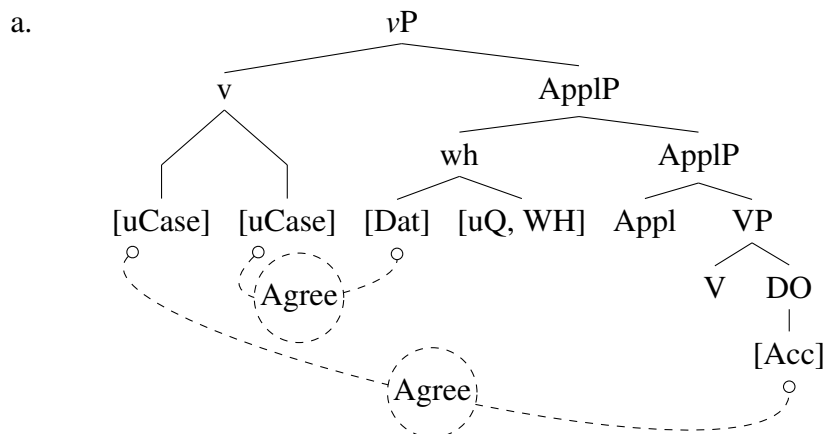 a. vP
v ApplP
wh ApplP
[uCase] [uCase] [Dat] [uQ, WH] Appl VP
Agree V DO
[Acc]
Agree